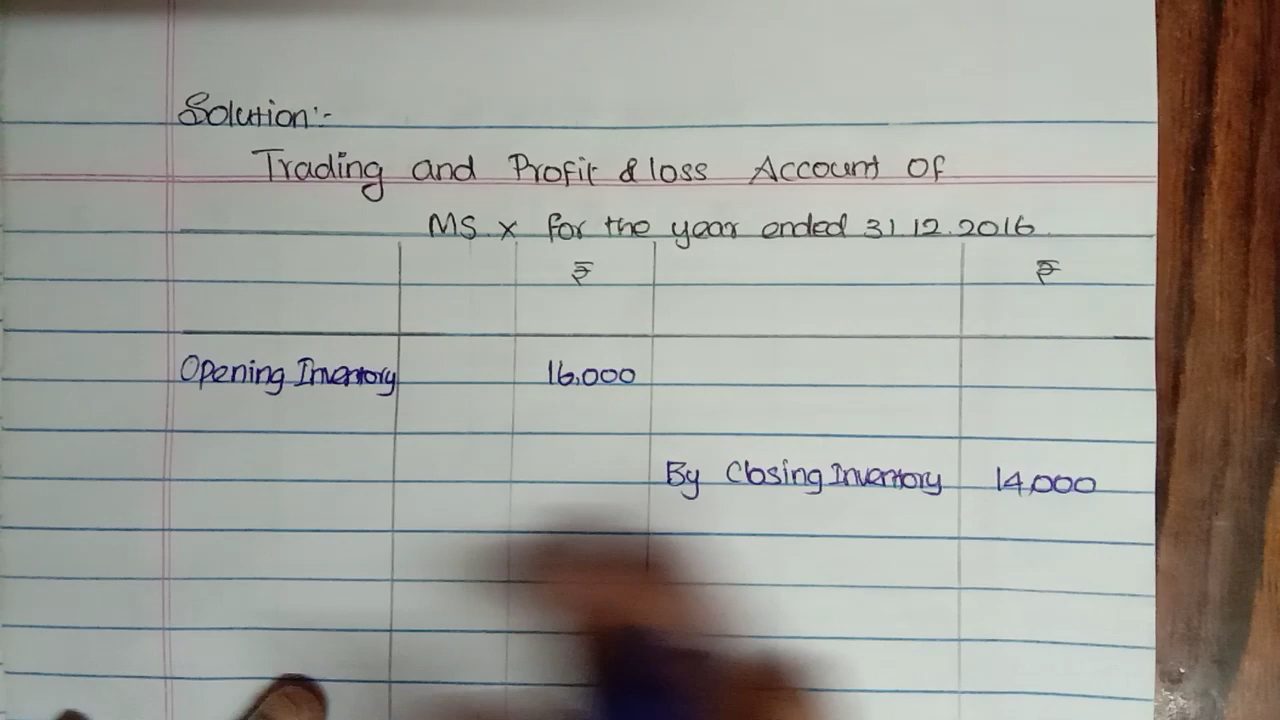 Solution:-
Trading and Profit & loss Account Of
MS. X for the year ended 31.12.2016
₹ ₹
Opening Inventory 16,000
By Closing Inventory 14,000